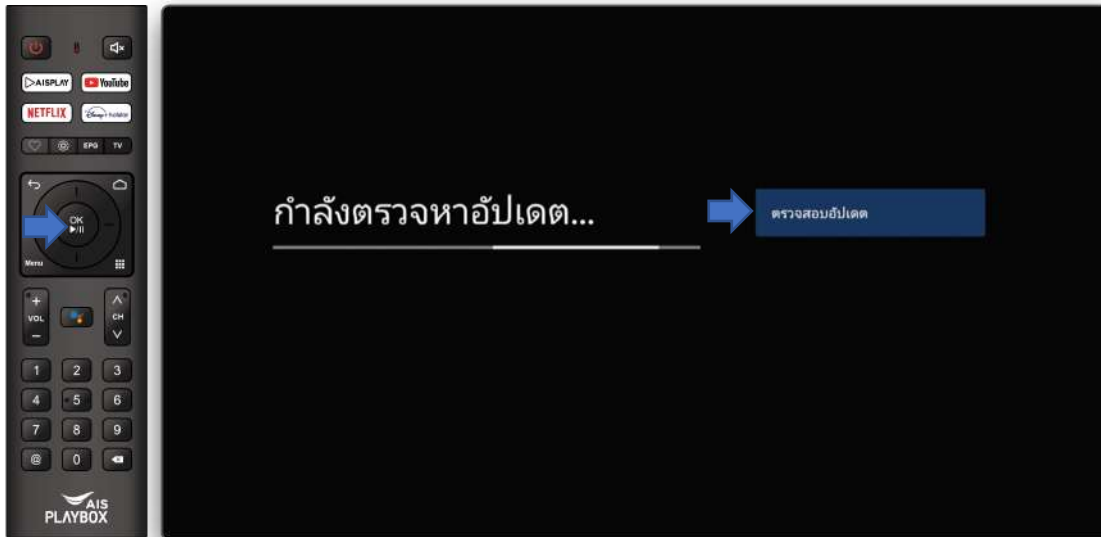 AISPLAY
YouTube
NETFLIX
EPG TV
OK
Menu
+
VOL
CH
−
1 2 3
4 5 6
7 8 9
@ 0
AIS
PLAYBOX
กำลังตรวจหาอัปเดต...
ตรวจสอบอัปเดต